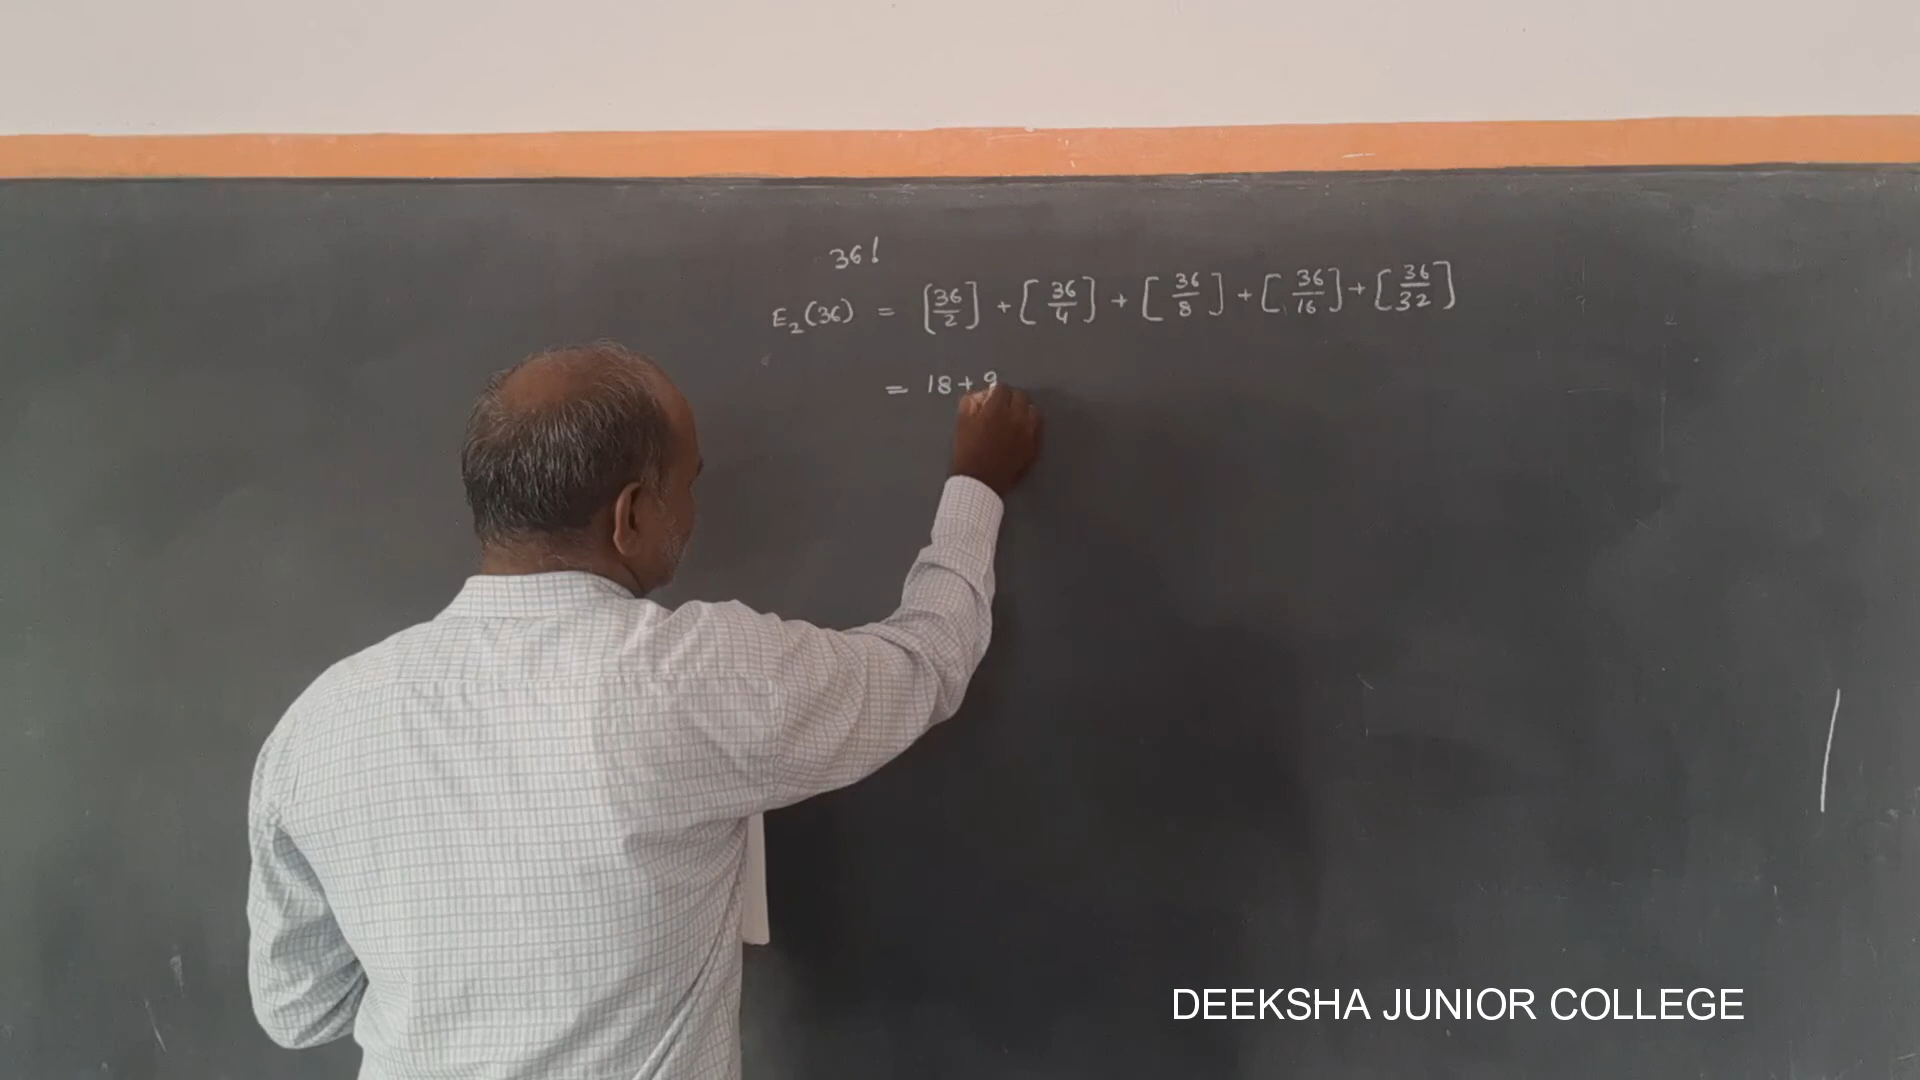 36!
E₂(36) = [36/2] + [36/4] + [36/8] + [36/16] + [36/32]
= 18 + 9
DEEKSHA JUNIOR COLLEGE